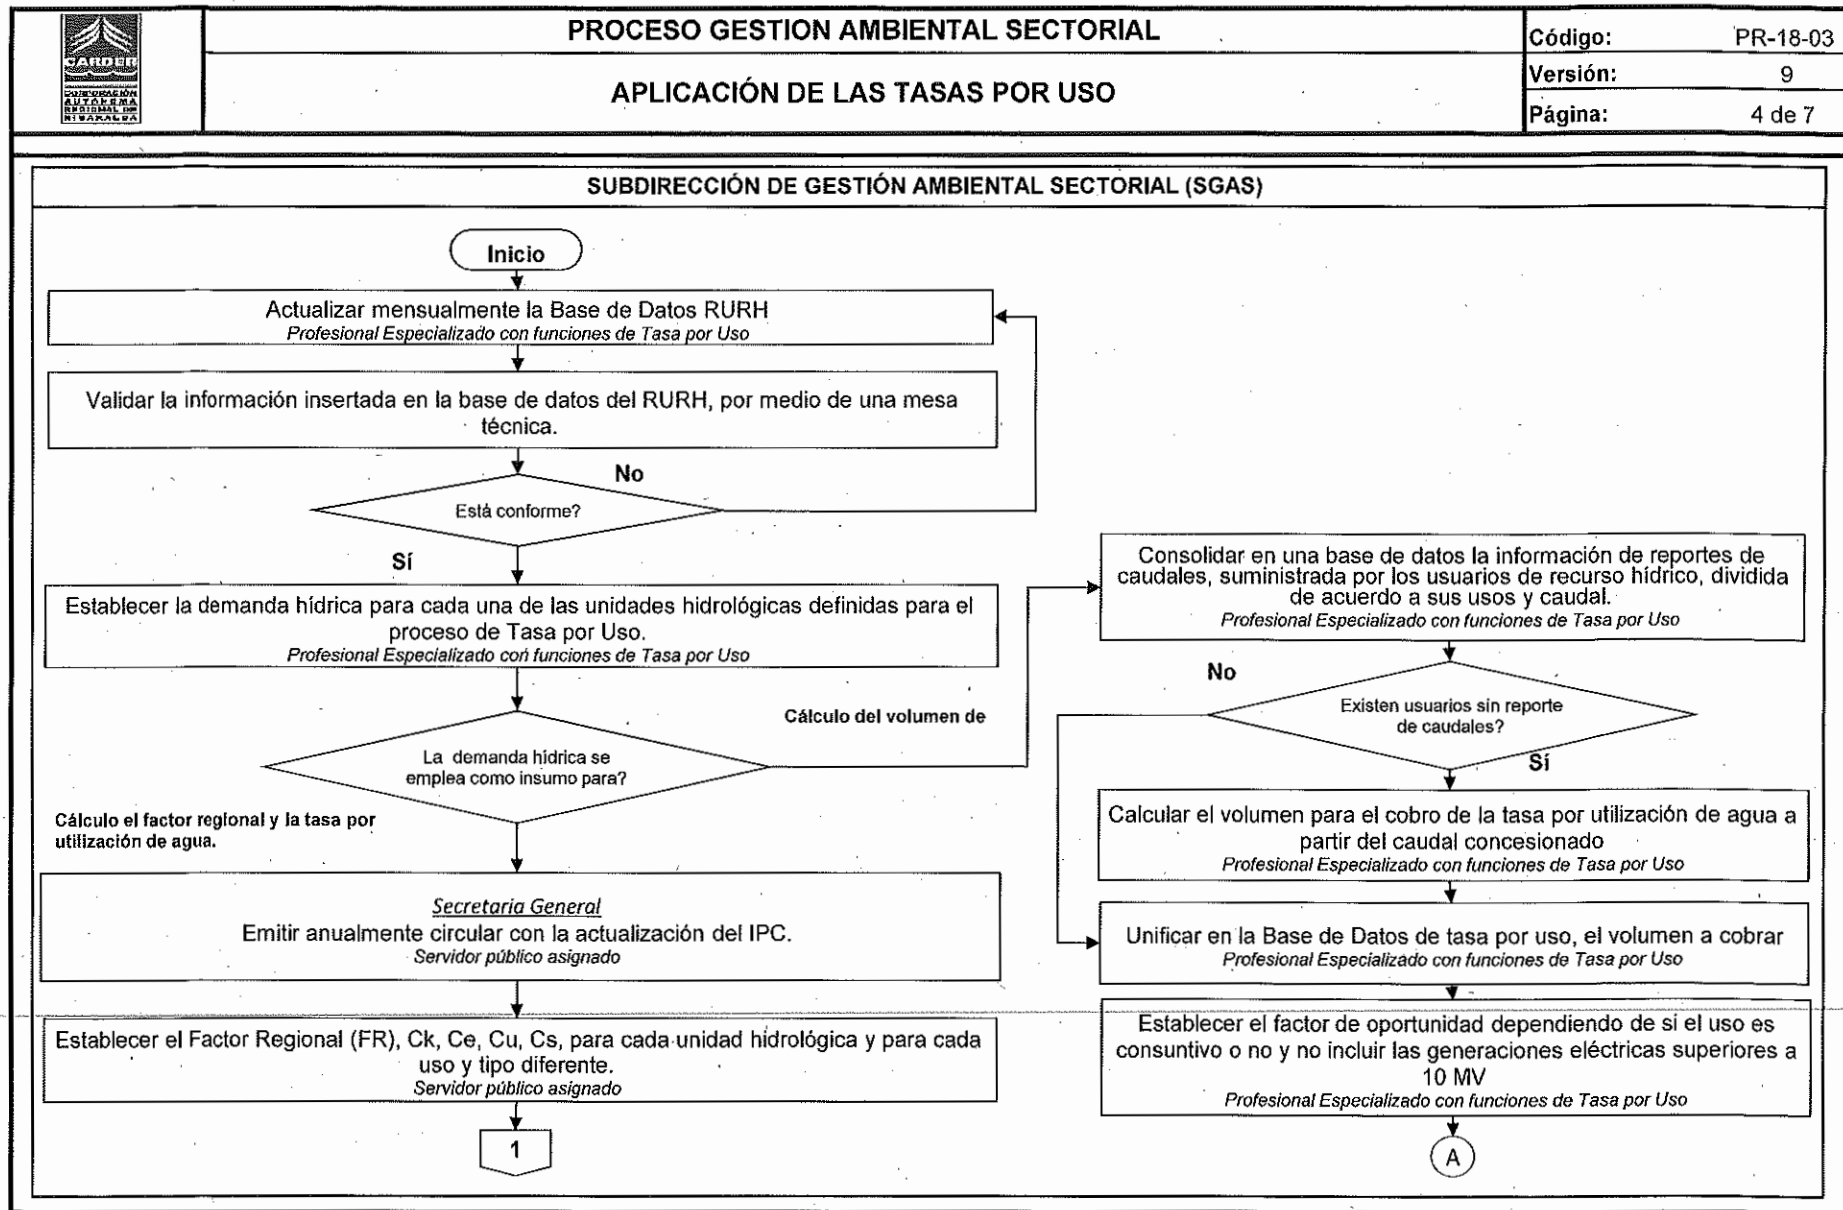 CARDER
CORPORACIÓN
AUTÓNOMA
REGIONAL DE
RISARALDA
PROCESO GESTION AMBIENTAL SECTORIAL
APLICACIÓN DE LAS TASAS POR USO
Código: PR-18-03
Versión: 9
Página: 4 de 7
SUBDIRECCIÓN DE GESTIÓN AMBIENTAL SECTORIAL (SGAS)
Inicio
Actualizar mensualmente la Base de Datos RURH
Profesional Especializado con funciones de Tasa por Uso
Validar la información insertada en la base de datos del RURH, por medio de una mesa
técnica.
No
Está conforme?
Sí
Establecer la demanda hídrica para cada una de las unidades hidrológicas definidas para el
proceso de Tasa por Uso.
Profesional Especializado con funciones de Tasa por Uso
Cálculo del volumen de
La demanda hídrica se
emplea como insumo para?
Cálculo el factor regional y la tasa por
utilización de agua.
Secretaria General
Emitir anualmente circular con la actualización del IPC.
Servidor público asignado
Establecer el Factor Regional (FR), Ck, Ce, Cu, Cs, para cada unidad hidrológica y para cada
uso y tipo diferente.
Servidor público asignado
1
Consolidar en una base de datos la información de reportes de
caudales, suministrada por los usuarios de recurso hídrico, dividida
de acuerdo a sus usos y caudal.
Profesional Especializado con funciones de Tasa por Uso
No
Existen usuarios sin reporte
de caudales?
Sí
Calcular el volumen para el cobro de la tasa por utilización de agua a
partir del caudal concesionado
Profesional Especializado con funciones de Tasa por Uso
Unificar en la Base de Datos de tasa por uso, el volumen a cobrar
Profesional Especializado con funciones de Tasa por Uso
Establecer el factor de oportunidad dependiendo de si el uso es
consuntivo o no y no incluir las generaciones eléctricas superiores a
10 MV
Profesional Especializado con funciones de Tasa por Uso
A